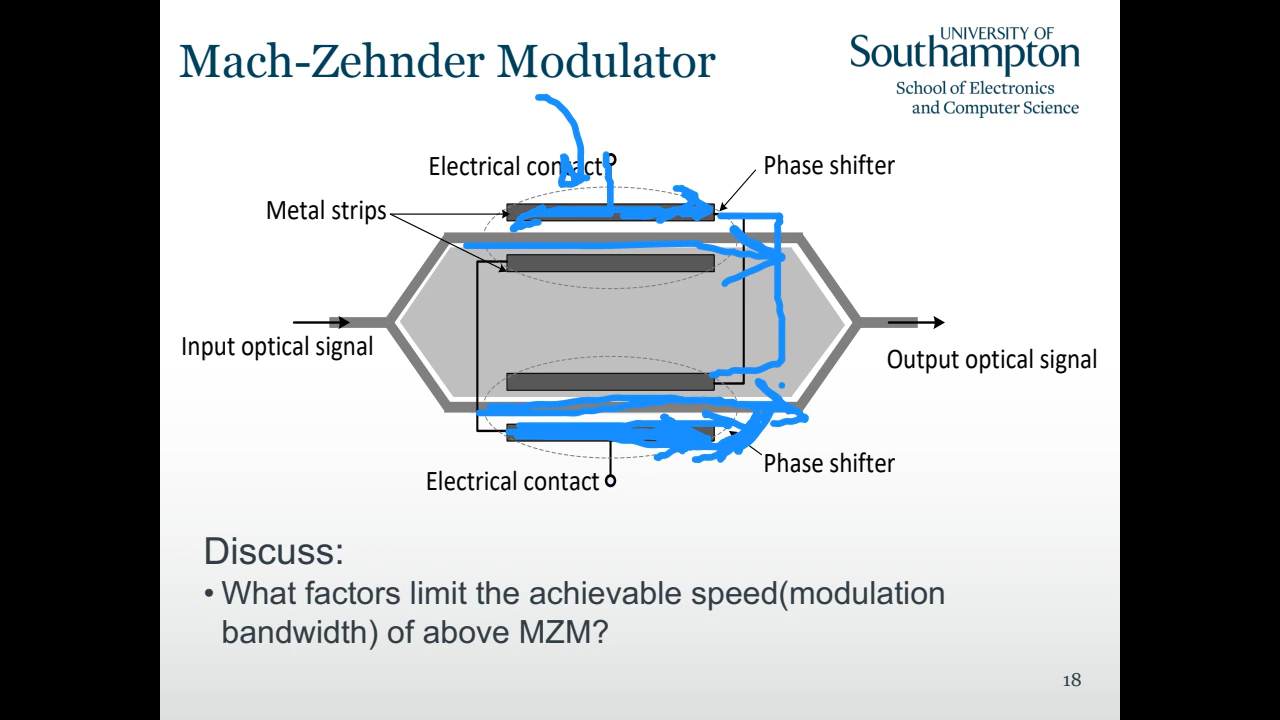 Mach-Zehnder Modulator
UNIVERSITY OF
Southampton
School of Electronics
and Computer Science
Electrical contact
Phase shifter
Metal strips
Input optical signal
Output optical signal
Phase shifter
Electrical contact
Discuss:
• What factors limit the achievable speed(modulation
bandwidth) of above MZM?
18